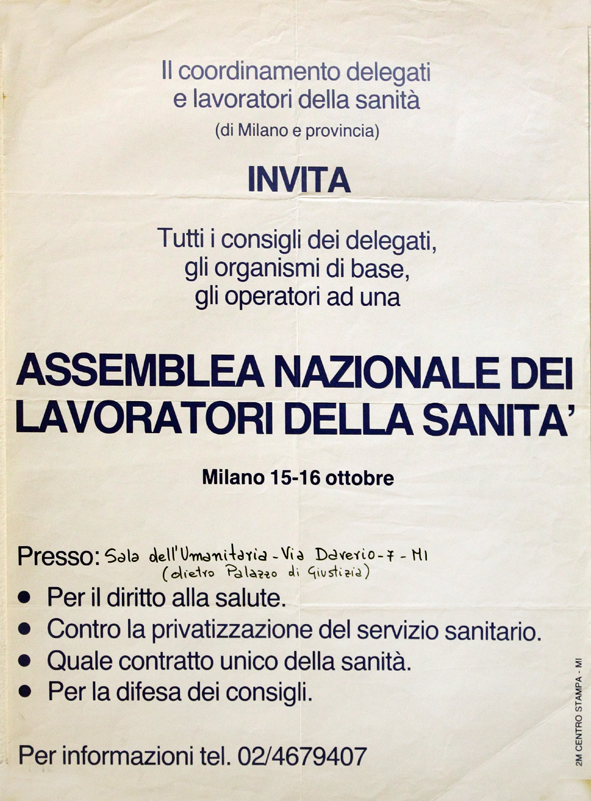 Il coordinamento delegati
e lavoratori della sanità
(di Milano e provincia)
INVITA
Tutti i consigli dei delegati,
gli organismi di base,
gli operatori ad una
ASSEMBLEA NAZIONALE DEI
LAVORATORI DELLA SANITA'
Milano 15-16 ottobre
Presso: Sala dell'Umanitaria - Via Daverio - 7 - MI
(dietro Palazzo di Giustizia)
• Per il diritto alla salute.
• Contro la privatizzazione del servizio sanitario.
• Quale contratto unico della sanità.
• Per la difesa dei consigli.
Per informazioni tel. 02/4679407
2M CENTRO STAMPA - MI